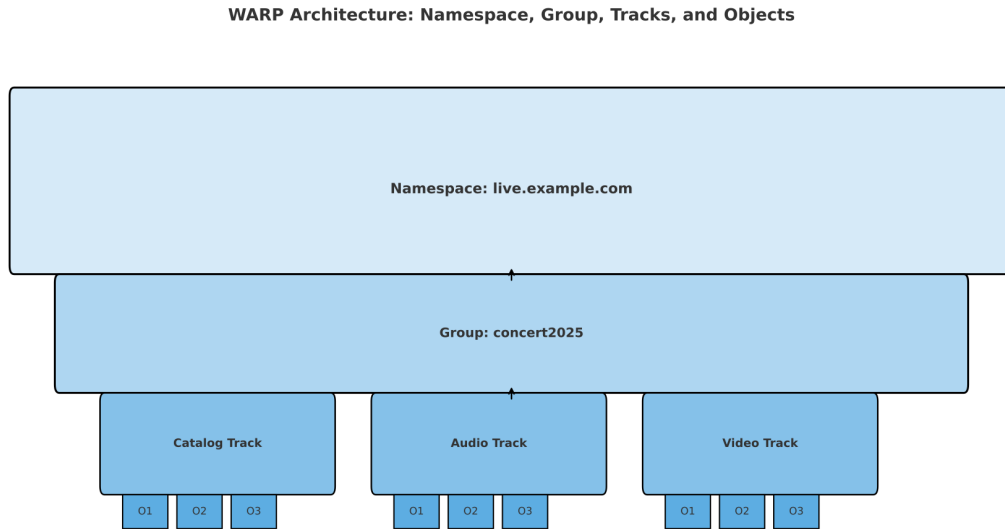 WARP Architecture: Namespace, Group, Tracks, and Objects
Namespace: live.example.com
Group: concert2025
Catalog Track
Audio Track
Video Track
O1 O2 O3
O1 O2 O3
O1 O2 O3